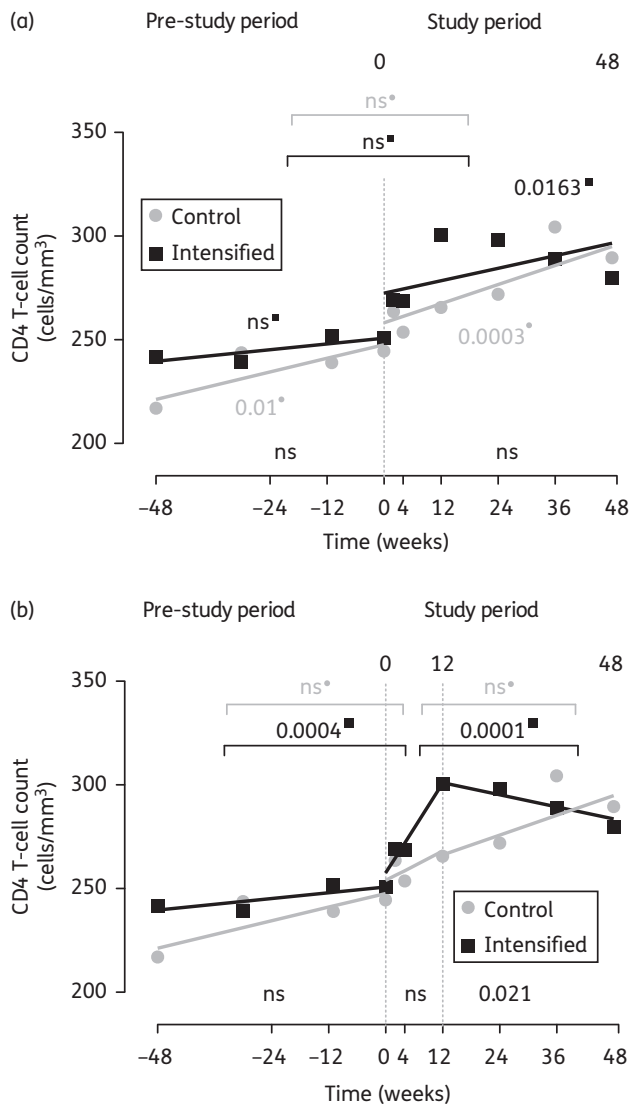 (a)
Pre-study period
Study period
0
48
ns●
ns■
350
300
250
200
CD4 T-cell count
(cells/mm³)
Control
Intensified
0.0163■
ns■
0.01●
0.0003●
ns
ns
−48
−24
−12
0
4
12
24
36
48
Time (weeks)
(b)
Pre-study period
Study period
0
12
48
ns●
ns●
0.0004■
0.0001■
350
300
250
200
CD4 T-cell count
(cells/mm³)
Control
Intensified
ns
ns
0.021
−48
−24
−12
0
4
12
24
36
48
Time (weeks)